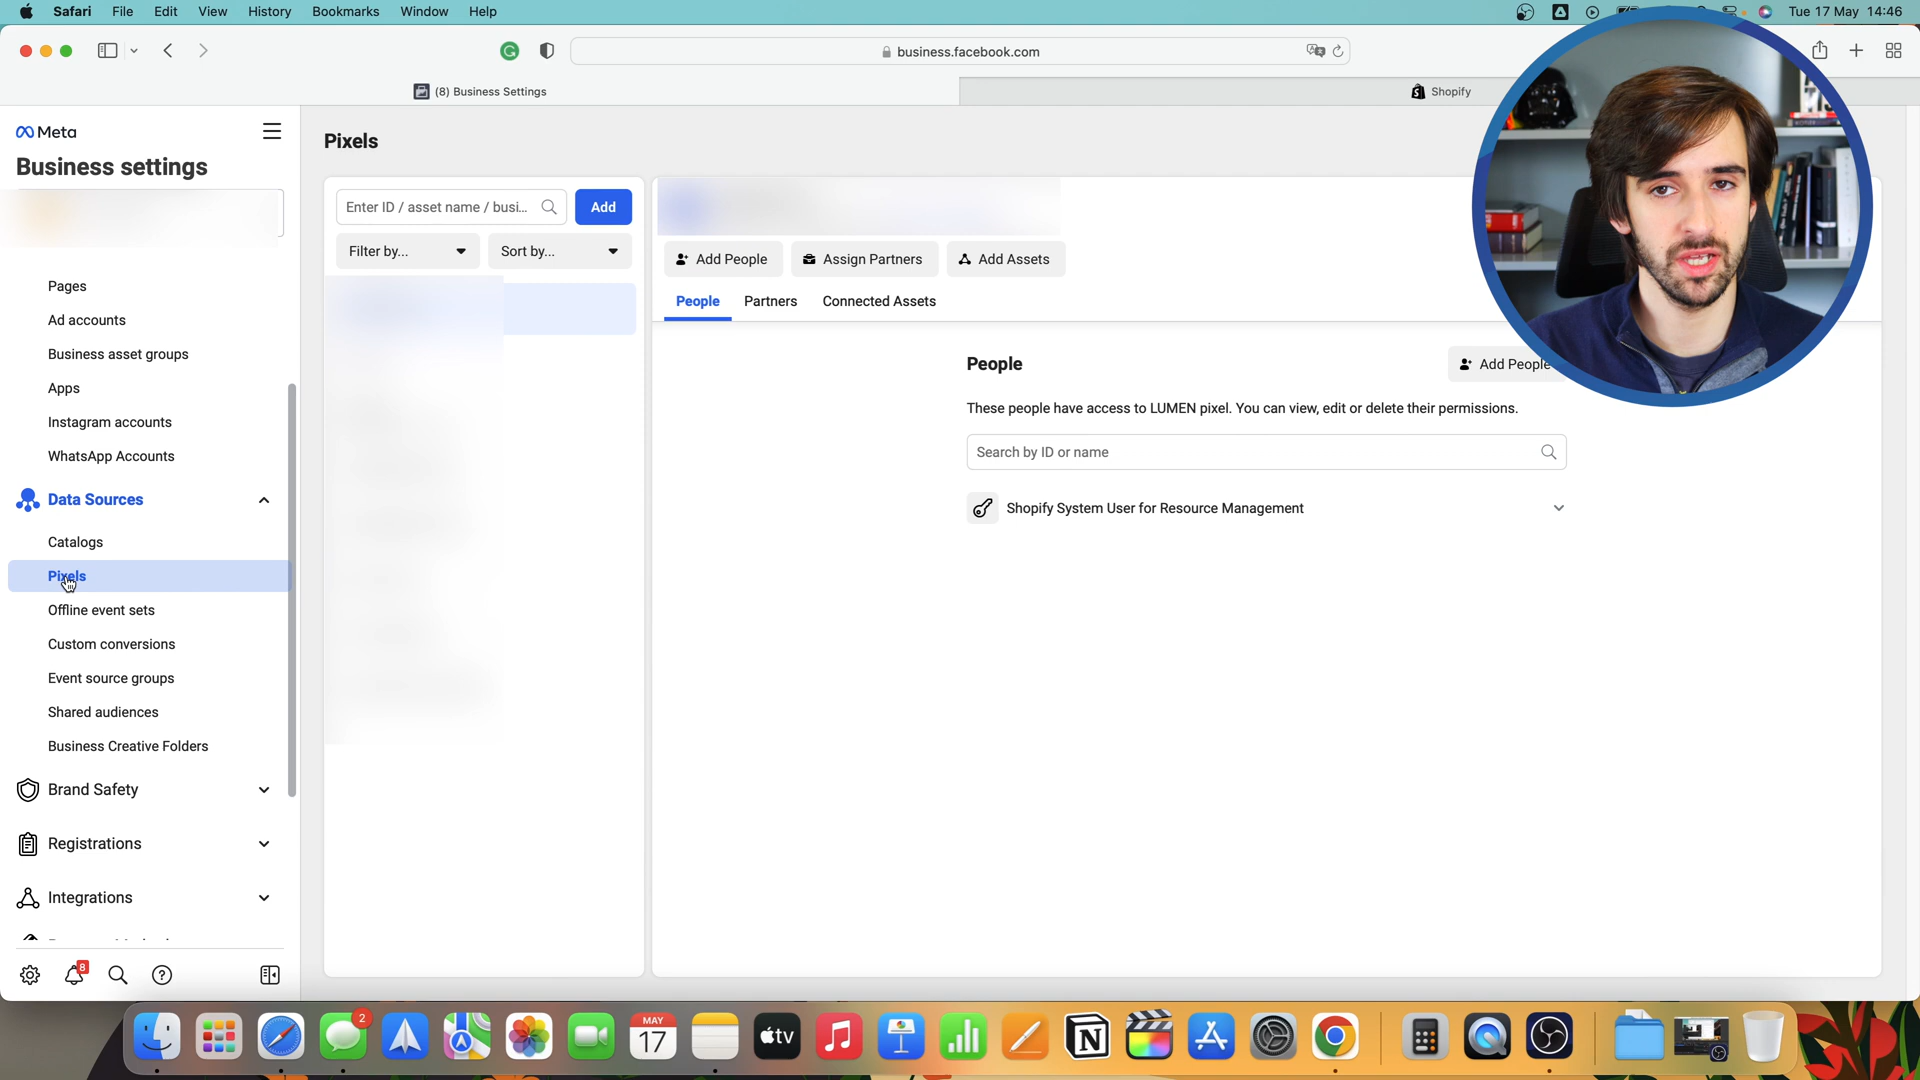 Safari File Edit View History Bookmarks Window Help
Tue 17 May 14:46
business.facebook.com
(8) Business Settings
Shopify
Meta
Business settings
Pages
Ad accounts
Business asset groups
Apps
Instagram accounts
WhatsApp Accounts
Data Sources
Catalogs
Pixels
Offline event sets
Custom conversions
Event source groups
Shared audiences
Business Creative Folders
Brand Safety
Registrations
Integrations
8
Pixels
Enter ID / asset name / busi...
Add
Filter by...
Sort by...
Add People
Assign Partners
Add Assets
People
Partners
Connected Assets
People
Add People
These people have access to LUMEN pixel. You can view, edit or delete their permissions.
Search by ID or name
Shopify System User for Resource Management
2
MAY
17
tv